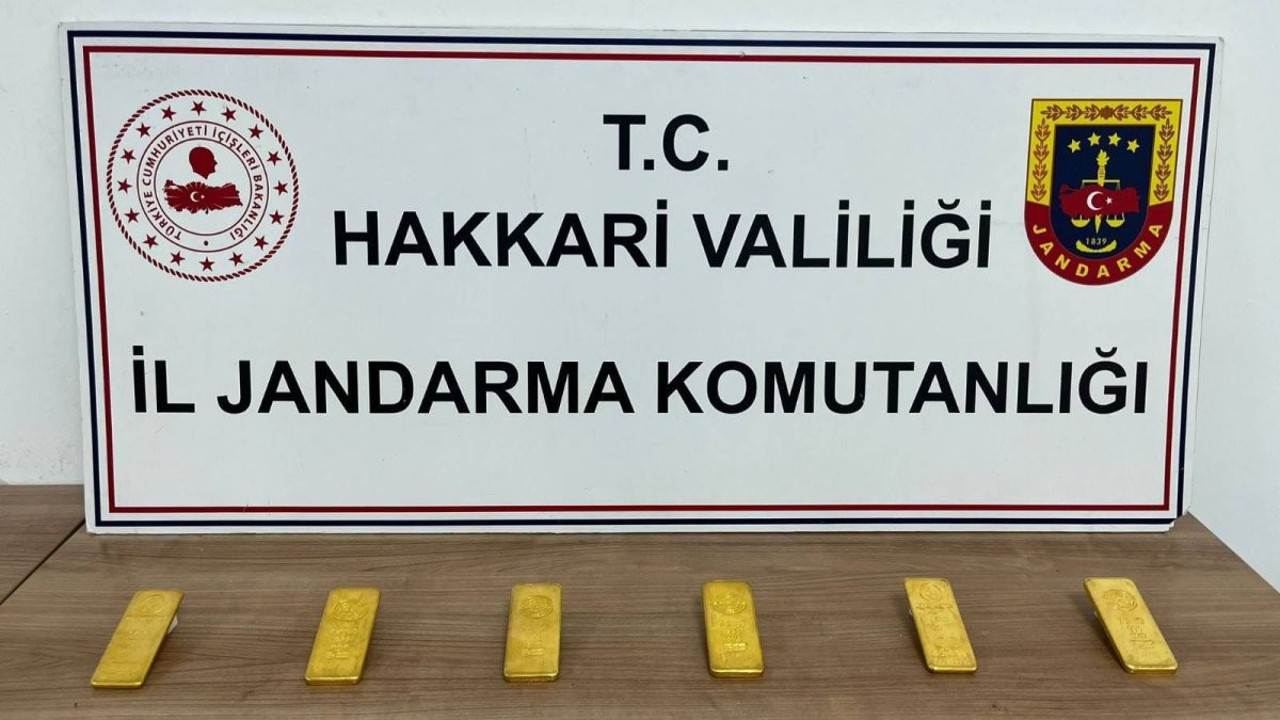 T.C.
HAKKARİ VALİLİĞİ
İL JANDARMA KOMUTANLIĞI
TÜRKİYE CUMHURİYETİ İÇİŞLERİ BAKANLIĞI
1839
JANDARMA